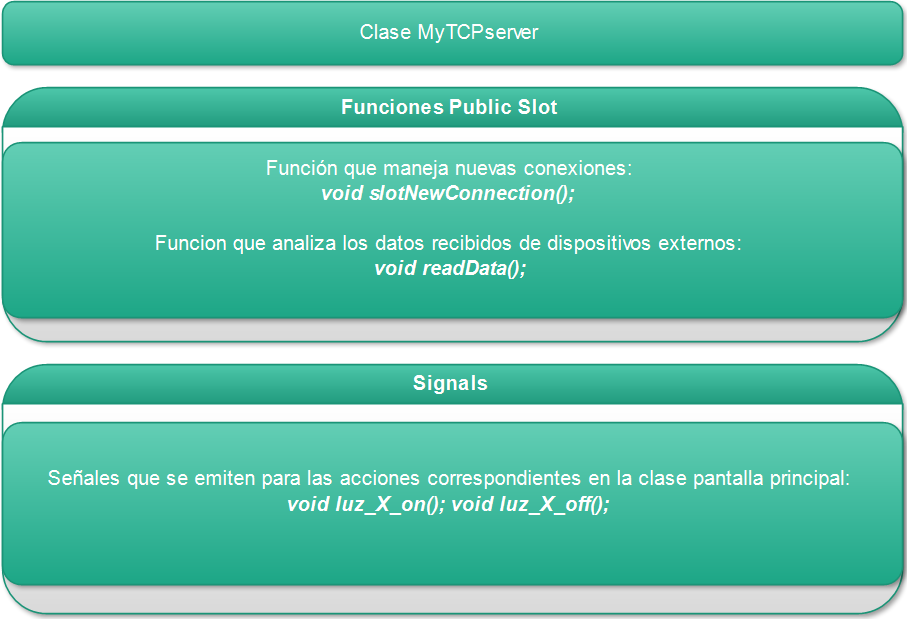 Clase MyTCPserver
Funciones Public Slot
Función que maneja nuevas conexiones:
void slotNewConnection();
Funcion que analiza los datos recibidos de dispositivos externos:
void readData();
Signals
Señales que se emiten para las acciones correspondientes en la clase pantalla principal:
void luz_X_on(); void luz_X_off();